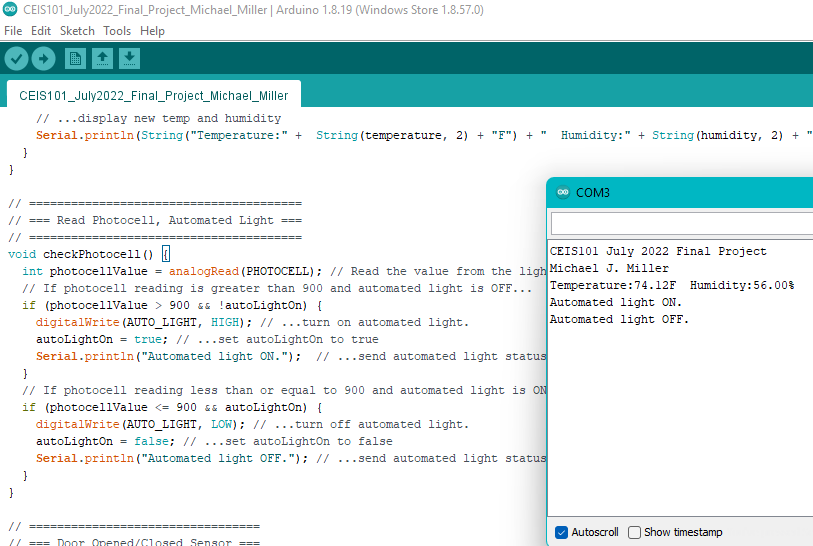 CEIS101_July2022_Final_Project_Michael_Miller | Arduino 1.8.19 (Windows Store 1.8.57.0)
File Edit Sketch Tools Help
CEIS101_July2022_Final_Project_Michael_Miller
// ...display new temp and humidity
Serial.println(String("Temperature:" +  String(temperature, 2) + "F") + "  Humidity:" + String(humidity, 2) + "
}
}
// =======================================
// === Read Photocell, Automated Light ===
// =======================================
void checkPhotocell() {
int photocellValue = analogRead(PHOTOCELL); // Read the value from the ligh
// If photocell reading is greater than 900 and automated light is OFF...
if (photocellValue > 900 && !autoLightOn) {
digitalWrite(AUTO_LIGHT, HIGH); // ...turn on automated light.
autoLightOn = true; // ...set autoLightOn to true
Serial.println("Automated light ON.");  // ...send automated light status
}
// If photocell reading less than or equal to 900 and automated light is ON
if (photocellValue <= 900 && autoLightOn) {
digitalWrite(AUTO_LIGHT, LOW); // ...turn off automated light.
autoLightOn = false; // ...set autoLightOn to false
Serial.println("Automated light OFF."); // ...send automated light status
}
}
// =================================
// === Door Opened/Closed Sensor ===
COM3
CEIS101 July 2022 Final Project
Michael J. Miller
Temperature:74.12F  Humidity:56.00%
Automated light ON.
Automated light OFF.
Autoscroll Show timestamp